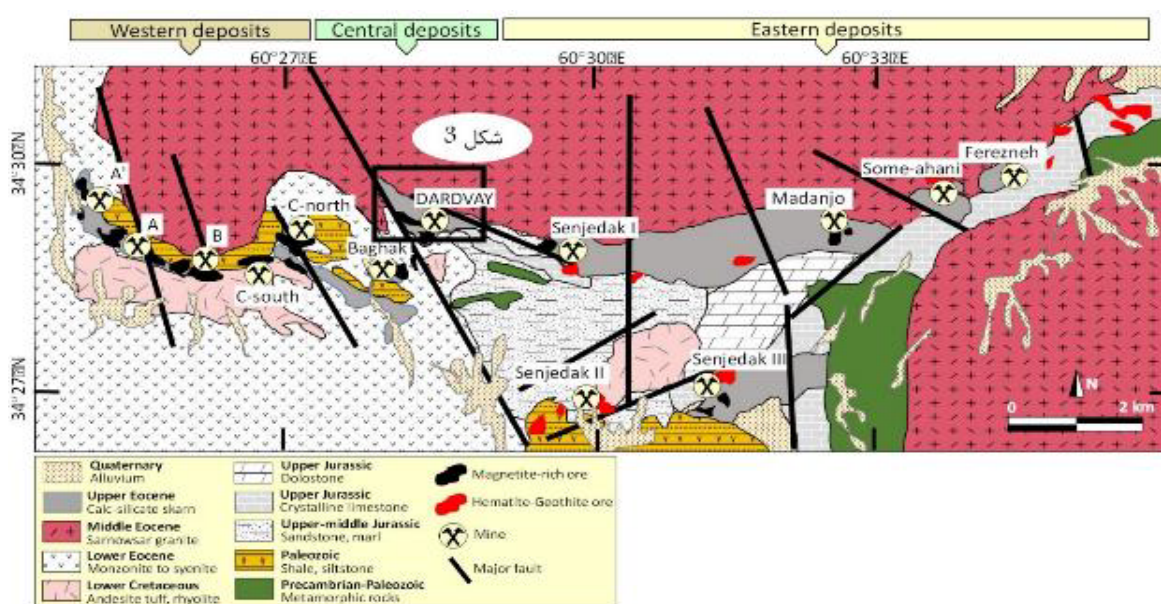 Western deposits Central deposits Eastern deposits
60°27'E 60°30'E 60°33'E
34°30'N
34°27'N
شکل 3
A'
A
B
C-north
C-south
Baghak
DARDVAY
Senjedak I
Madanjo
Some-ahani
Ferezneh
Senjedak II
Senjedak III
N
0 2 km
Quaternary
Alluvium
Upper Eocene
Calc-silicate skarn
Middle Eocene
Sarnowsar granite
Lower Eocene
Monzonite to syenite
Lower Cretaceous
Andesite tuff, rhyolite
Upper Jurassic
Dolostone
Upper Jurassic
Crystalline limestone
Upper-middle Jurassic
Sandstone, marl
Paleozoic
Shale, siltstone
Precambrian-Paleozoic
Metamorphic rocks
Magnetite-rich ore
Hematite-Geothite ore
Mine
Major fault